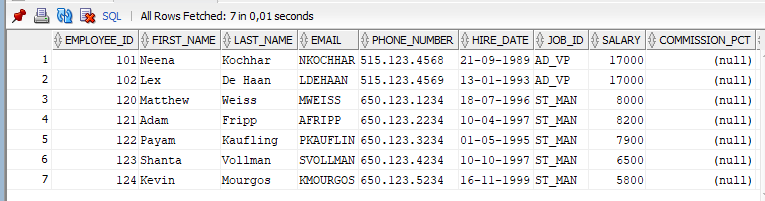 SQL | All Rows Fetched: 7 in 0,01 seconds
EMPLOYEE_ID FIRST_NAME LAST_NAME EMAIL PHONE_NUMBER HIRE_DATE JOB_ID SALARY COMMISSION_PCT
1 101 Neena Kochhar NKOCHHAR 515.123.4568 21-09-1989 AD_VP 17000 (null)
2 102 Lex De Haan LDEHAAN 515.123.4569 13-01-1993 AD_VP 17000 (null)
3 120 Matthew Weiss MWEISS 650.123.1234 18-07-1996 ST_MAN 8000 (null)
4 121 Adam Fripp AFRIPP 650.123.2234 10-04-1997 ST_MAN 8200 (null)
5 122 Payam Kaufling PKAUFLIN 650.123.3234 01-05-1995 ST_MAN 7900 (null)
6 123 Shanta Vollman SVOLLMAN 650.123.4234 10-10-1997 ST_MAN 6500 (null)
7 124 Kevin Mourgos KMOURGOS 650.123.5234 16-11-1999 ST_MAN 5800 (null)